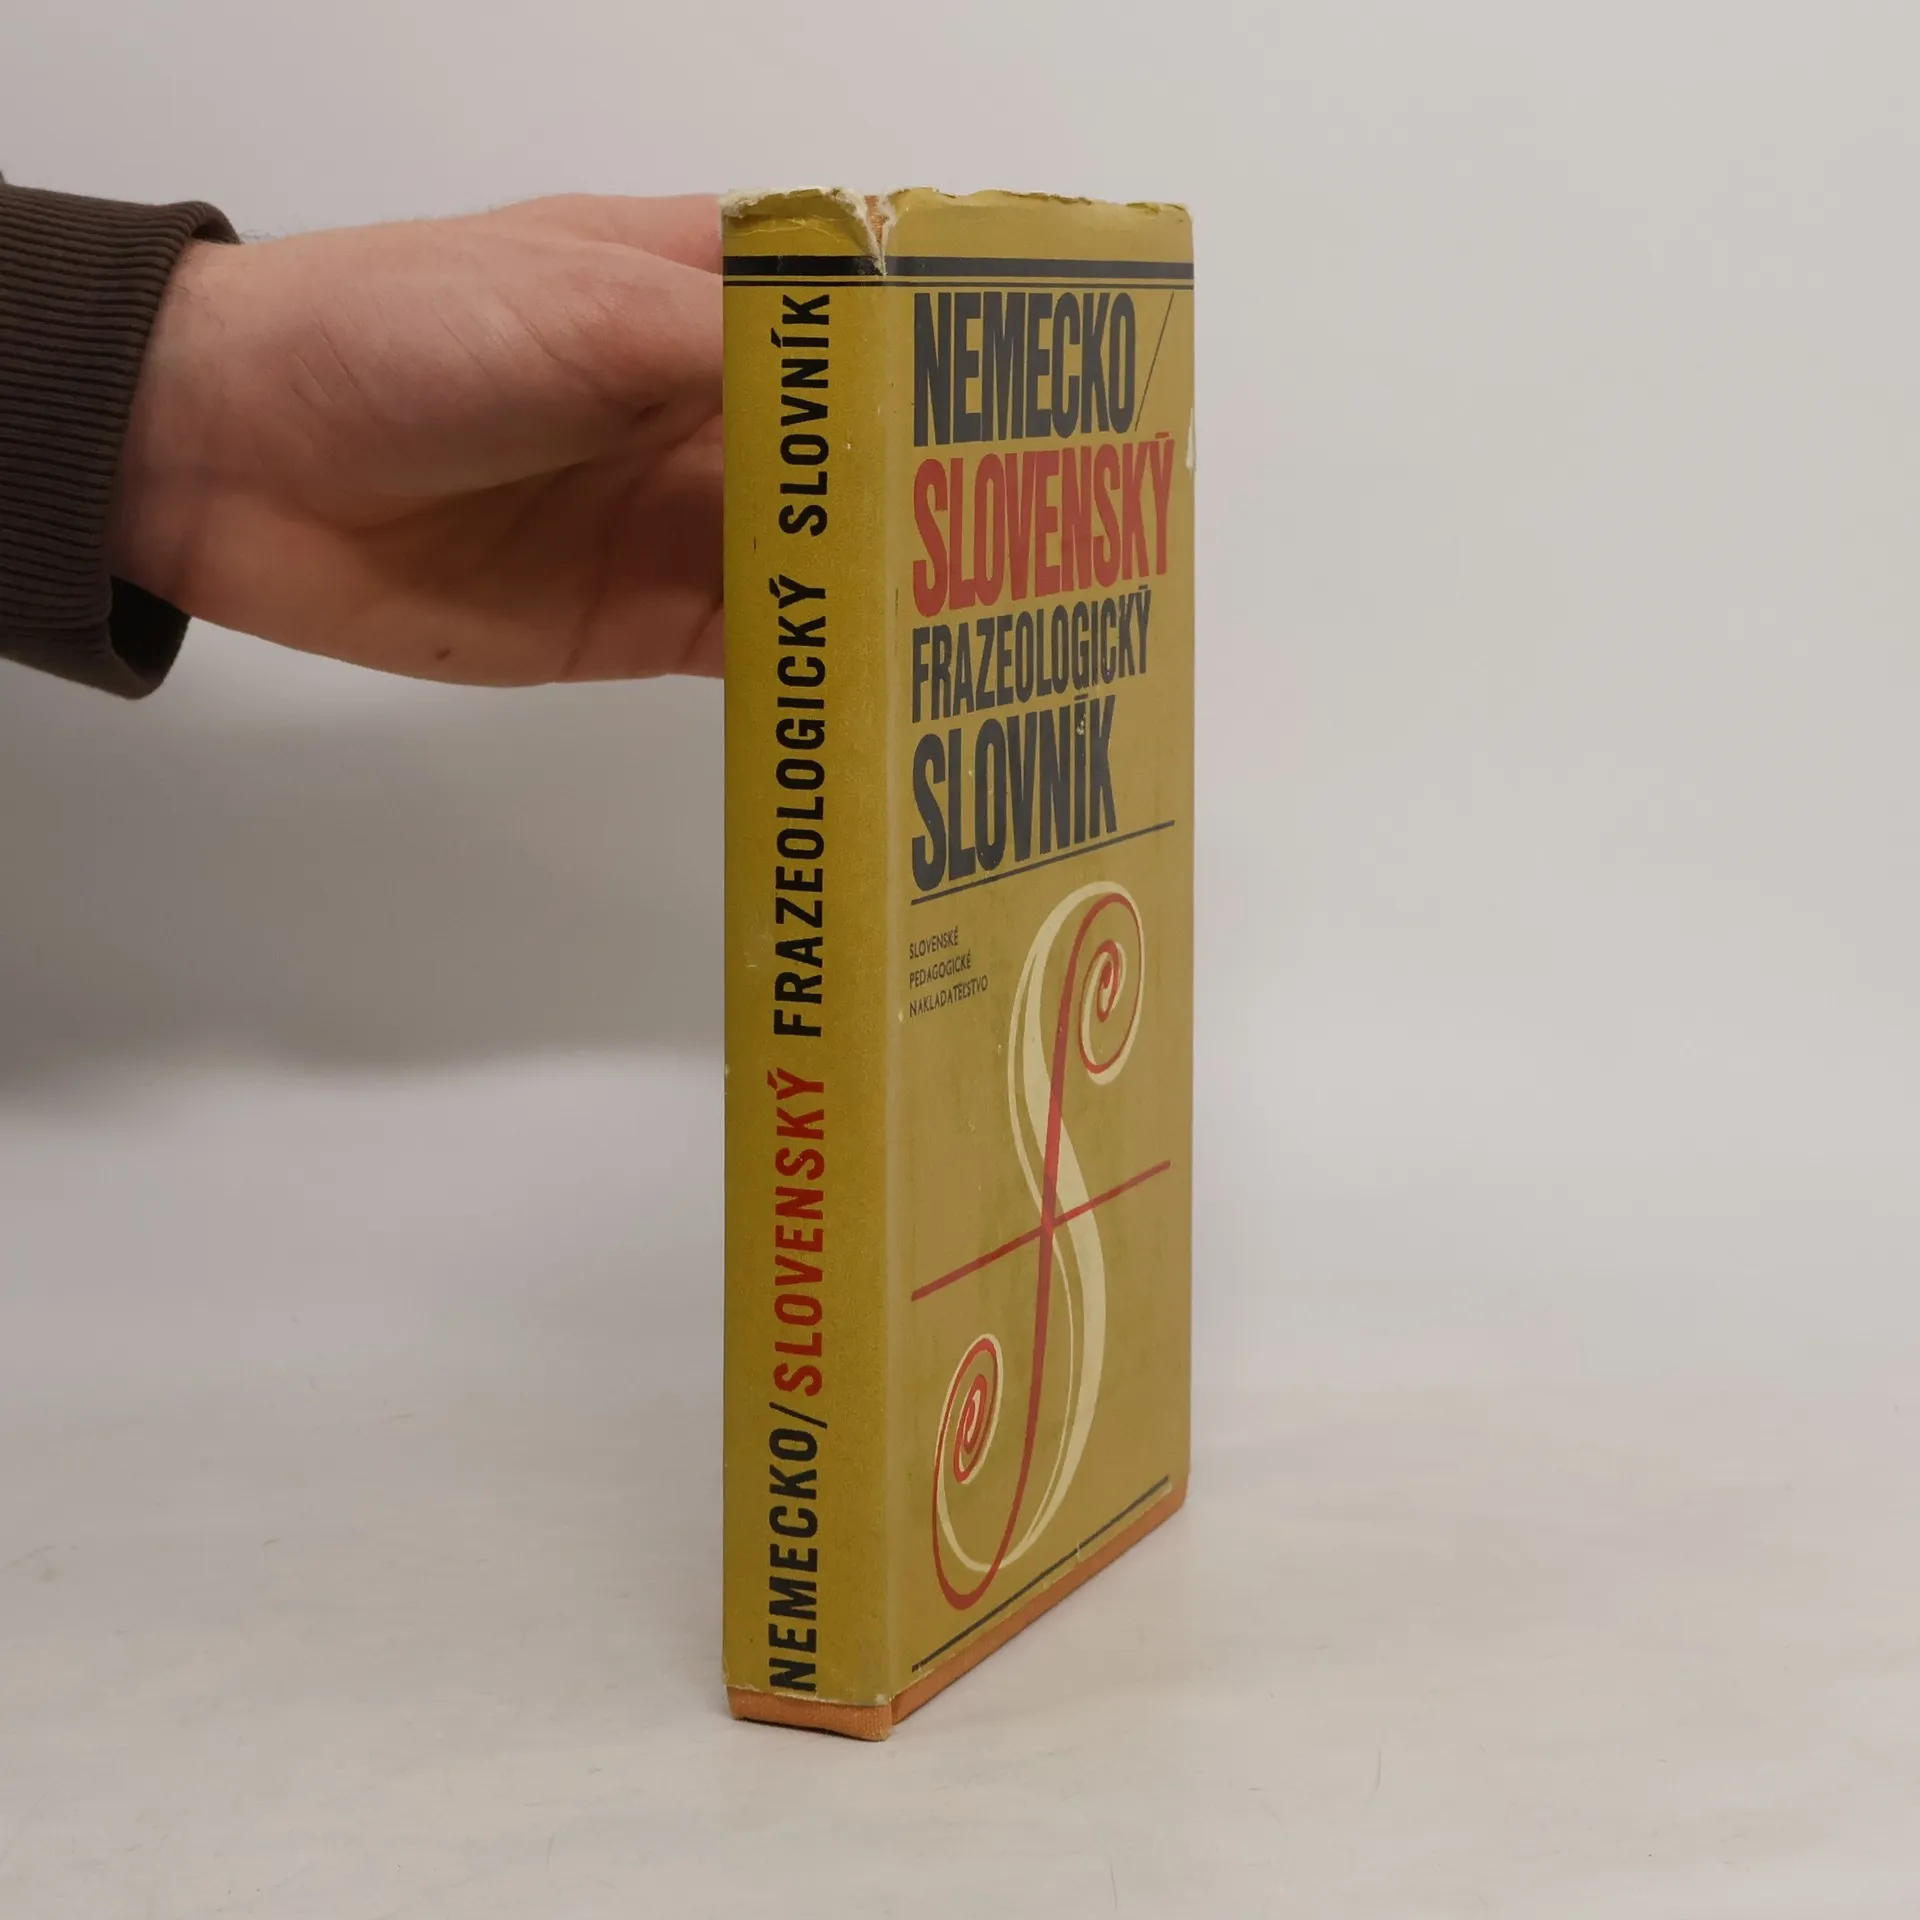 NEMECKO/SLOVENSKÝ FRAZEOLOGICKÝ SLOVNÍK
NEMECKO/
SLOVENSKÝ
FRAZEOLOGICKÝ
SLOVNÍK
SLOVENSKÉ
PEDAGOGICKÉ
NAKLADATEĽSTVO